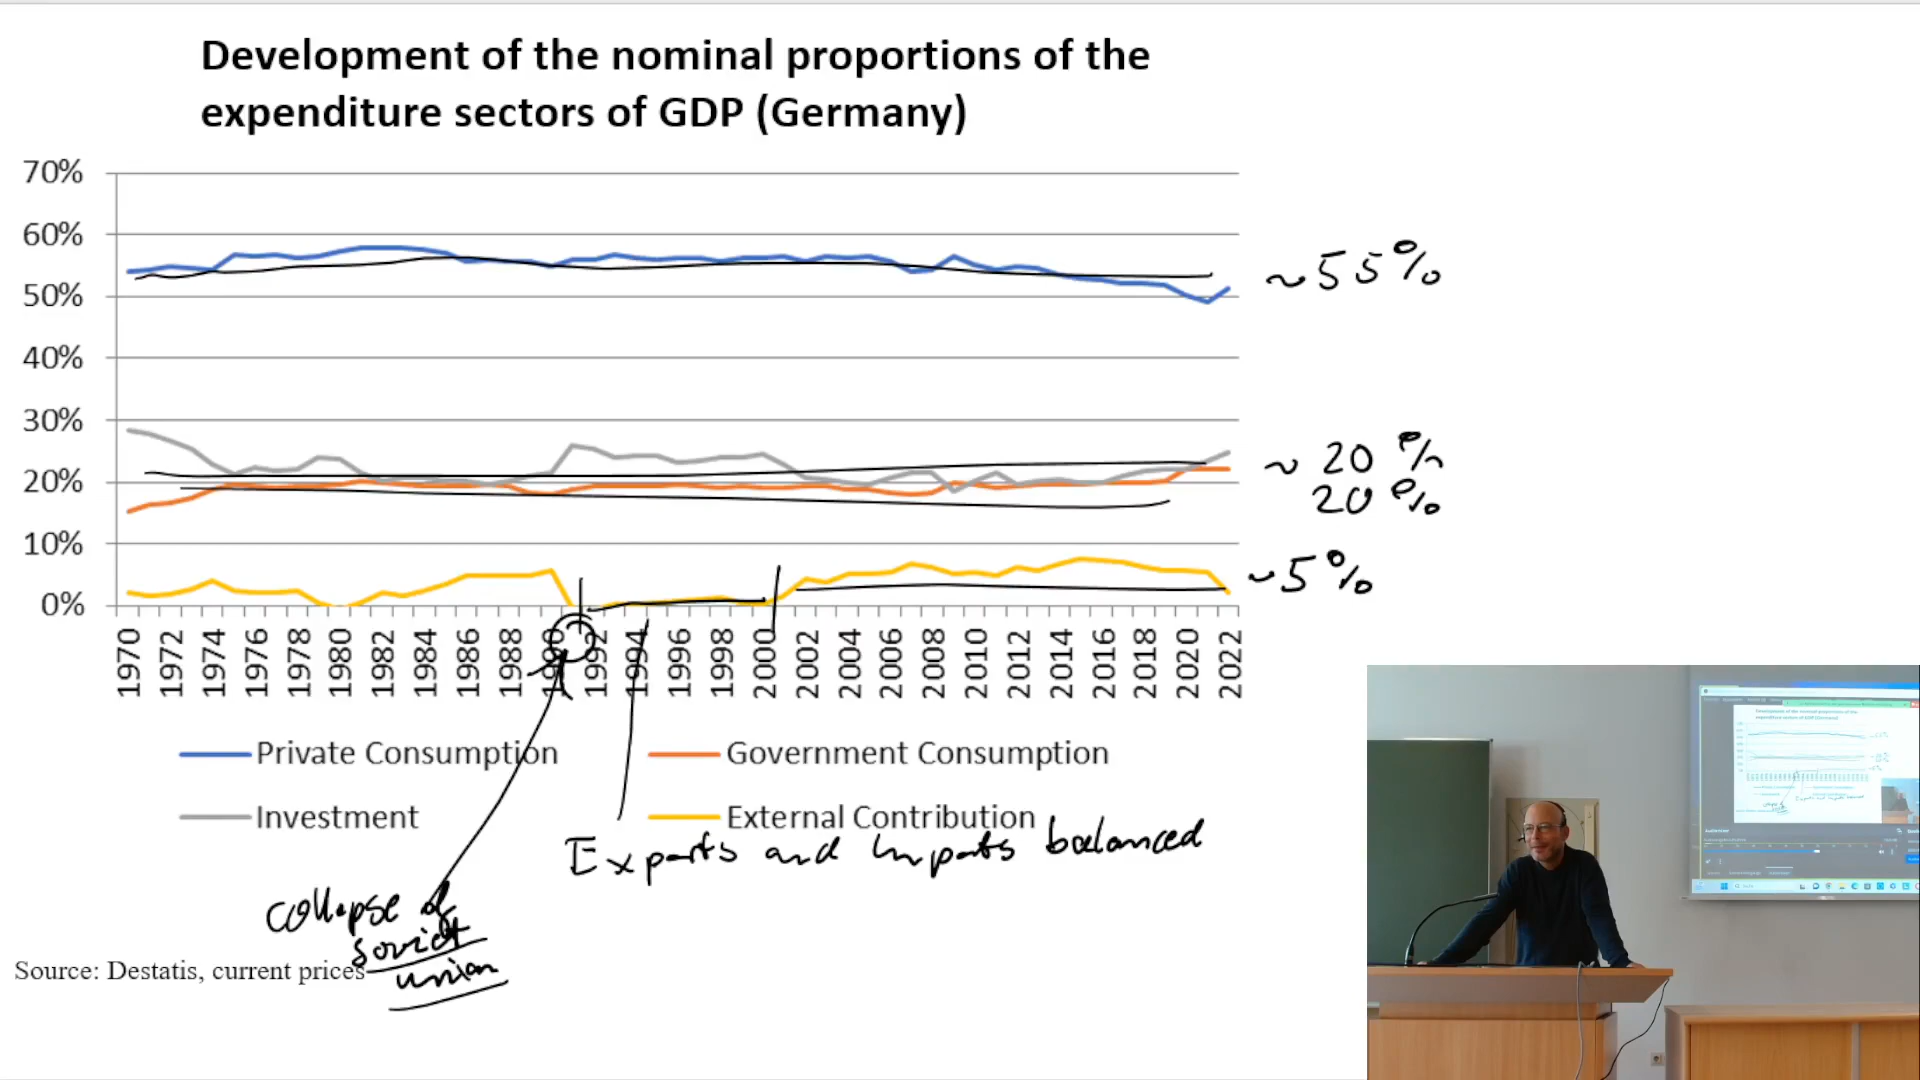 Development of the nominal proportions of the
expenditure sectors of GDP (Germany)
70%
60%
50%
40%
30%
20%
10%
0%
~55%
~ 20 %
20 %
~5%
1970 1972 1974 1976 1978 1980 1982 1984 1986 1988 1990 1992 1994 1996 1998 2000 2002 2004 2006 2008 2010 2012 2014 2016 2018 2020 2022
Private Consumption Government Consumption
Investment External Contribution
Exports and Imports balanced
collapse of
soviet
union
Source: Destatis, current prices